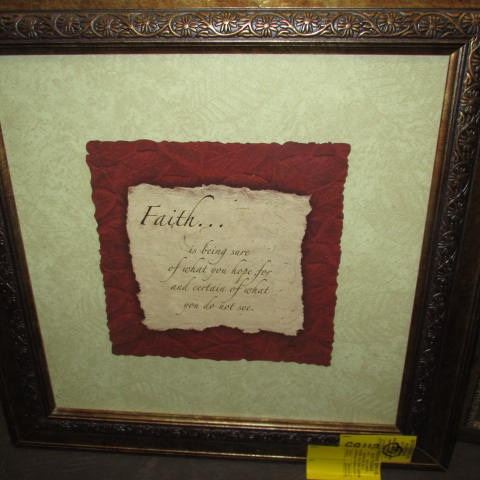 Faith...
is being sure
of what you hope for
and certain of what
you do not see.